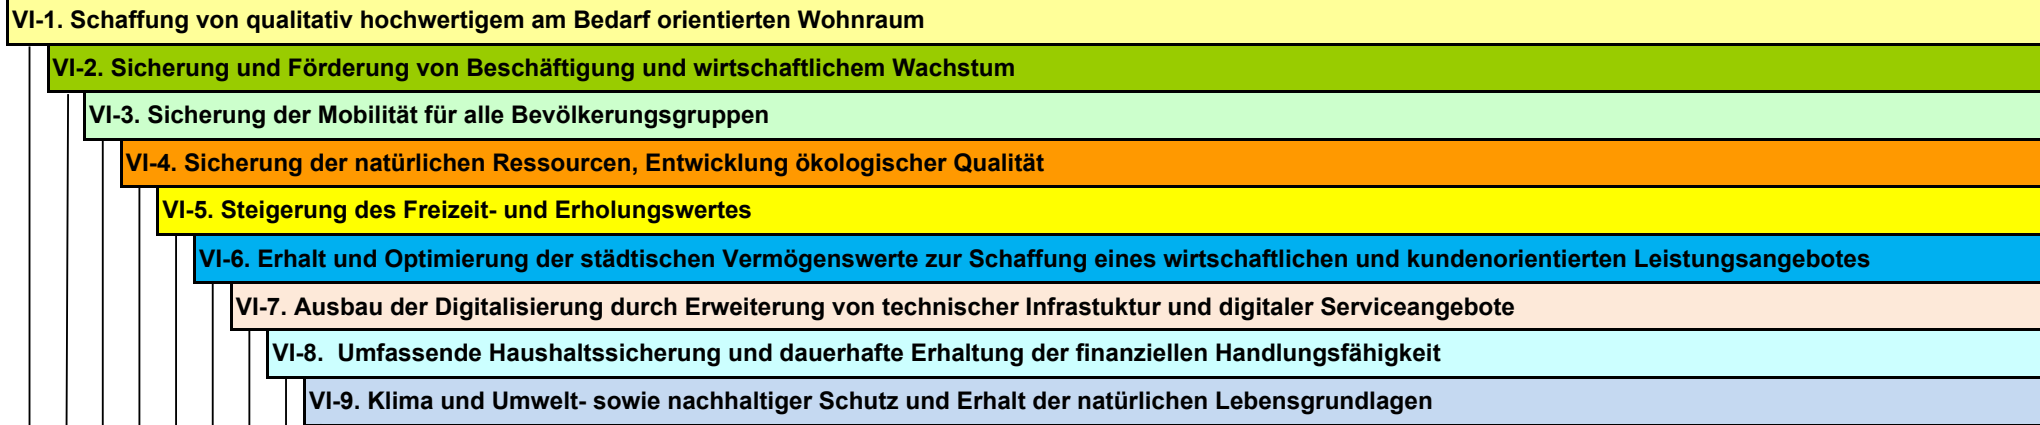 VI-1. Schaffung von qualitativ hochwertigem am Bedarf orientierten Wohnraum
VI-2. Sicherung und Förderung von Beschäftigung und wirtschaftlichem Wachstum
VI-3. Sicherung der Mobilität für alle Bevölkerungsgruppen
VI-4. Sicherung der natürlichen Ressourcen, Entwicklung ökologischer Qualität
VI-5. Steigerung des Freizeit- und Erholungswertes
VI-6. Erhalt und Optimierung der städtischen Vermögenswerte zur Schaffung eines wirtschaftlichen und kundenorientierten Leistungsangebotes
VI-7. Ausbau der Digitalisierung durch Erweiterung von technischer Infrastuktur und digitaler Serviceangebote
VI-8. Umfassende Haushaltssicherung und dauerhafte Erhaltung der finanziellen Handlungsfähigkeit
VI-9. Klima und Umwelt- sowie nachhaltiger Schutz und Erhalt der natürlichen Lebensgrundlagen